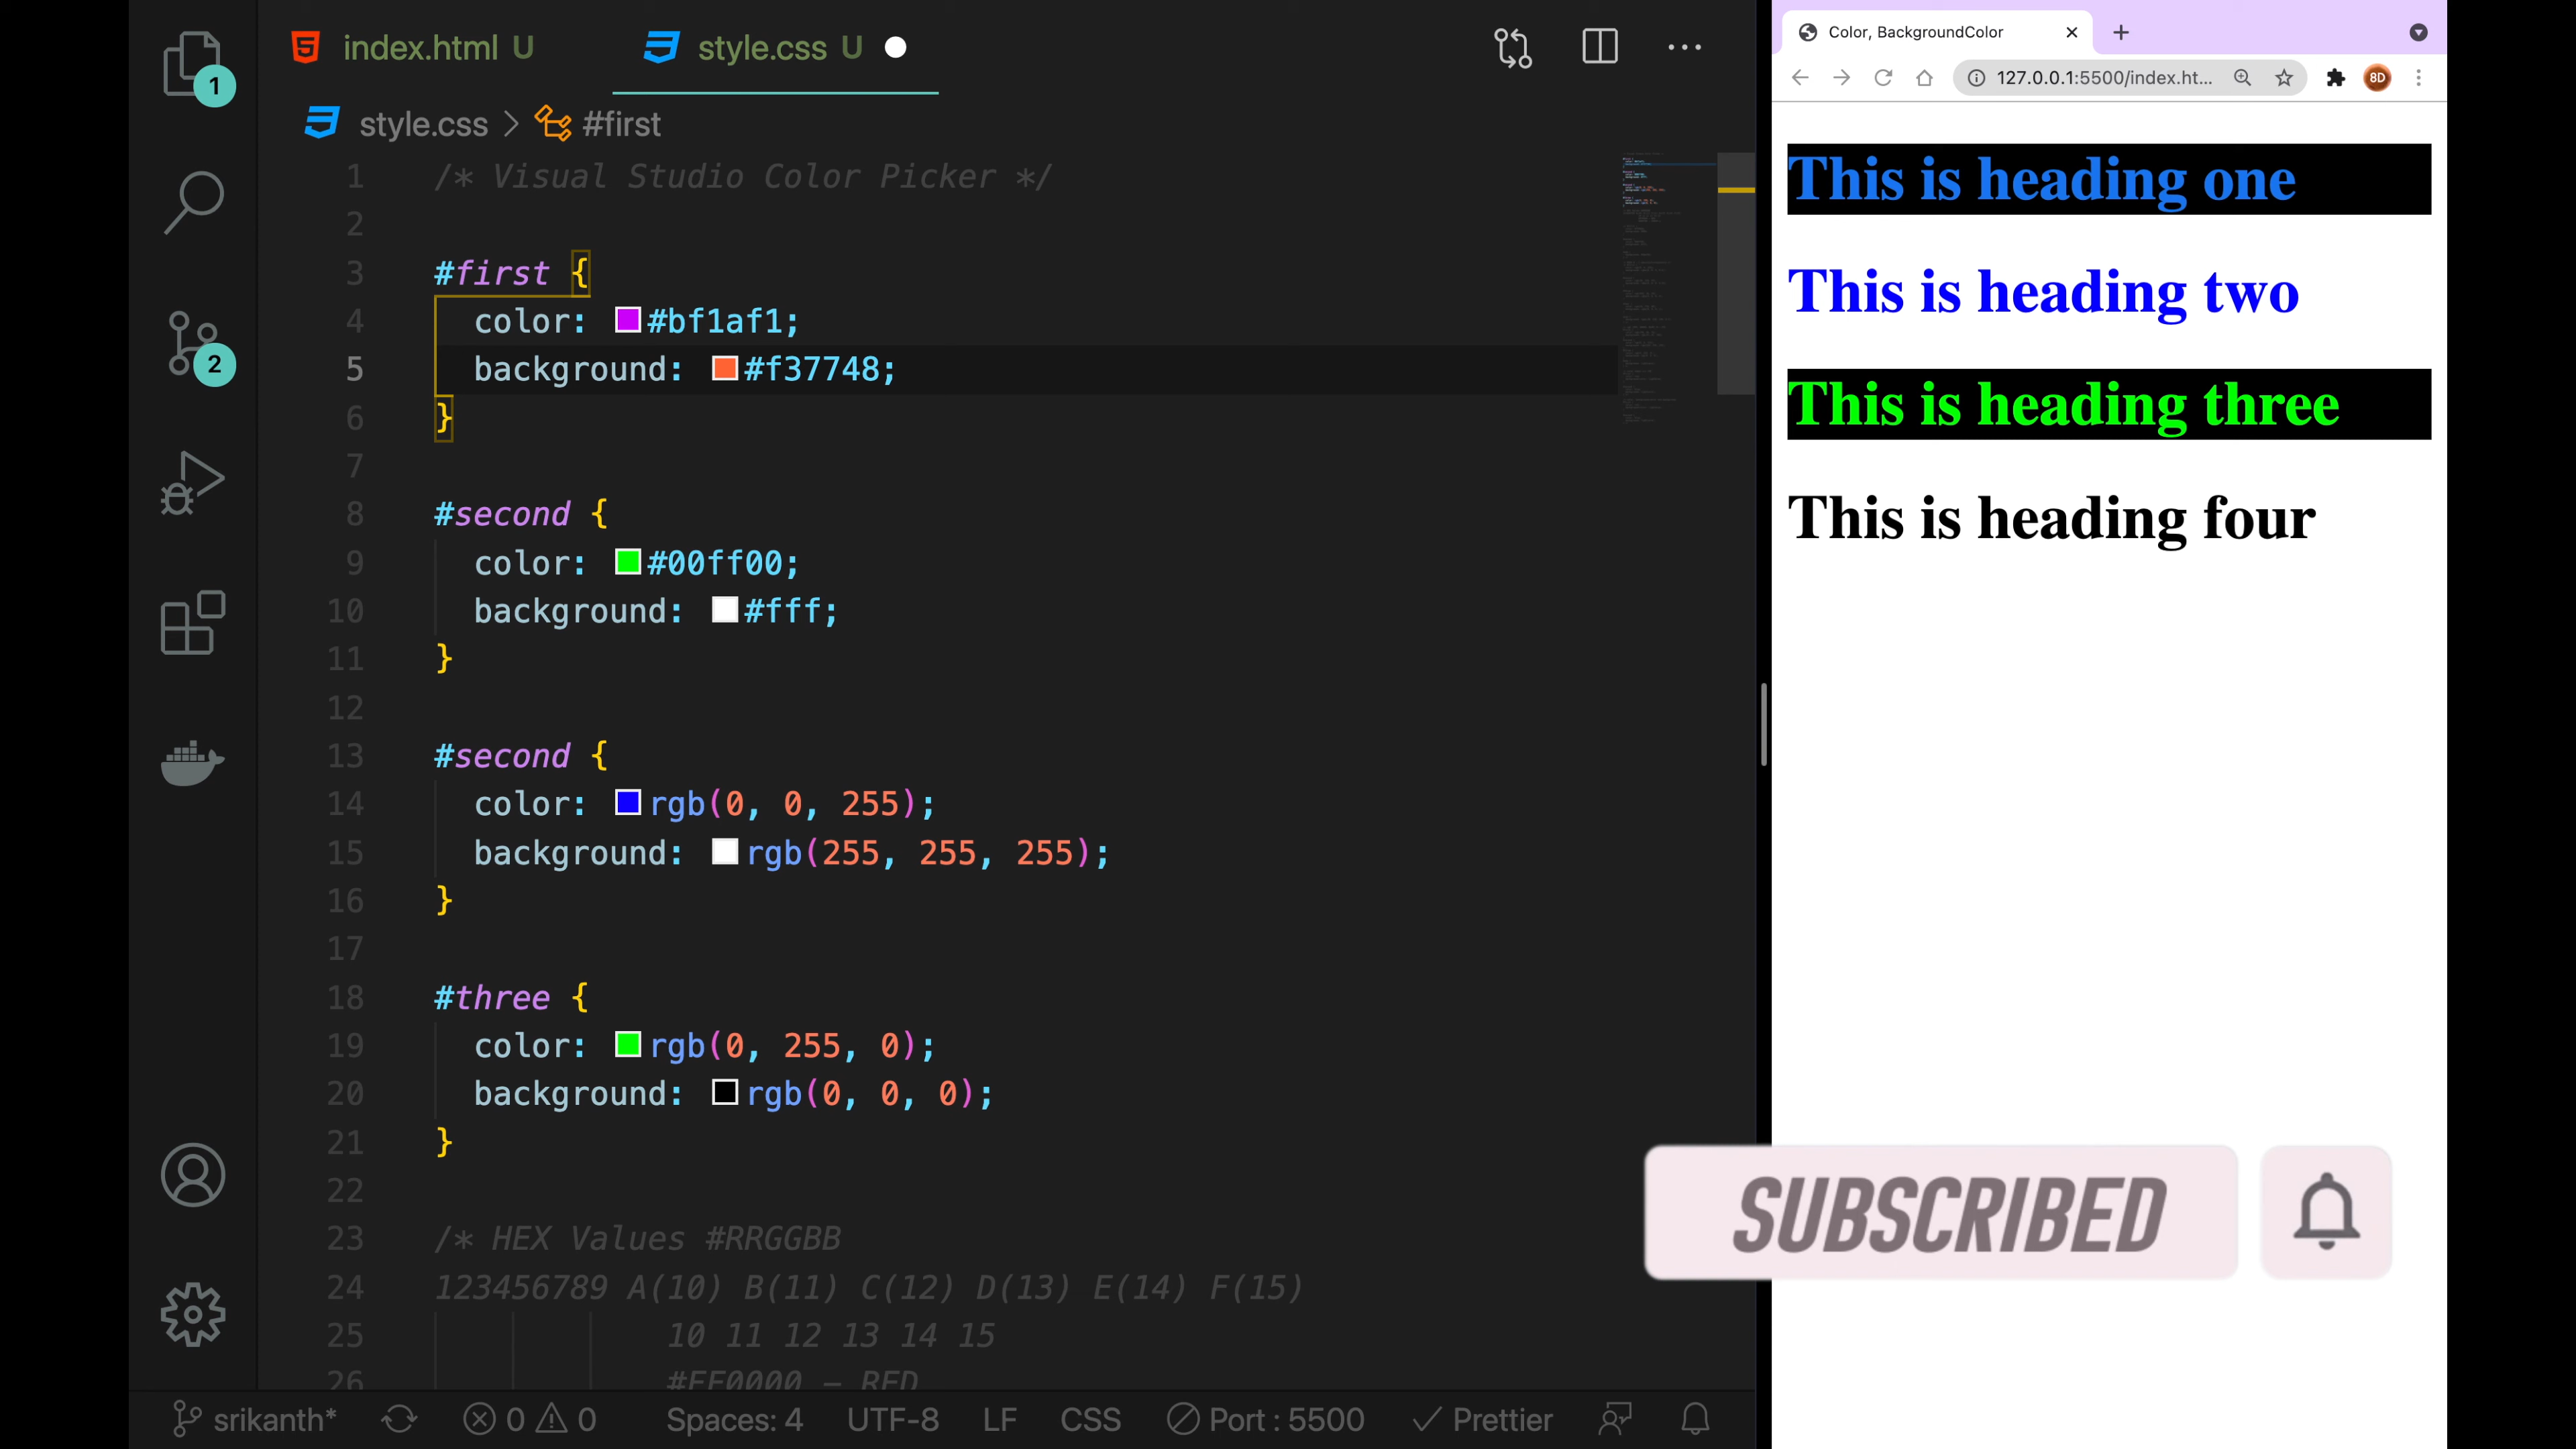 index.html U
style.css U
style.css > #first
1 /* Visual Studio Color Picker */
2
3 #first {
4 color: #bf1af1;
5 background: #f37748;
6 }
7
8 #second {
9 color: #00ff00;
10 background: #fff;
11 }
12
13 #second {
14 color: rgb(0, 0, 255);
15 background: rgb(255, 255, 255);
16 }
17
18 #three {
19 color: rgb(0, 255, 0);
20 background: rgb(0, 0, 0);
21 }
22
23 /* HEX Values #RRGGBB
24 123456789 A(10) B(11) C(12) D(13) E(14) F(15)
25 10 11 12 13 14 15
26 #FF0000 – RED
1
2
srikanth* 0 0 Spaces: 4 UTF-8 LF CSS Port : 5500 Prettier
Color, BackgroundColor
127.0.0.1:5500/index.ht...
8D
This is heading one
This is heading two
This is heading three
This is heading four
SUBSCRIBED